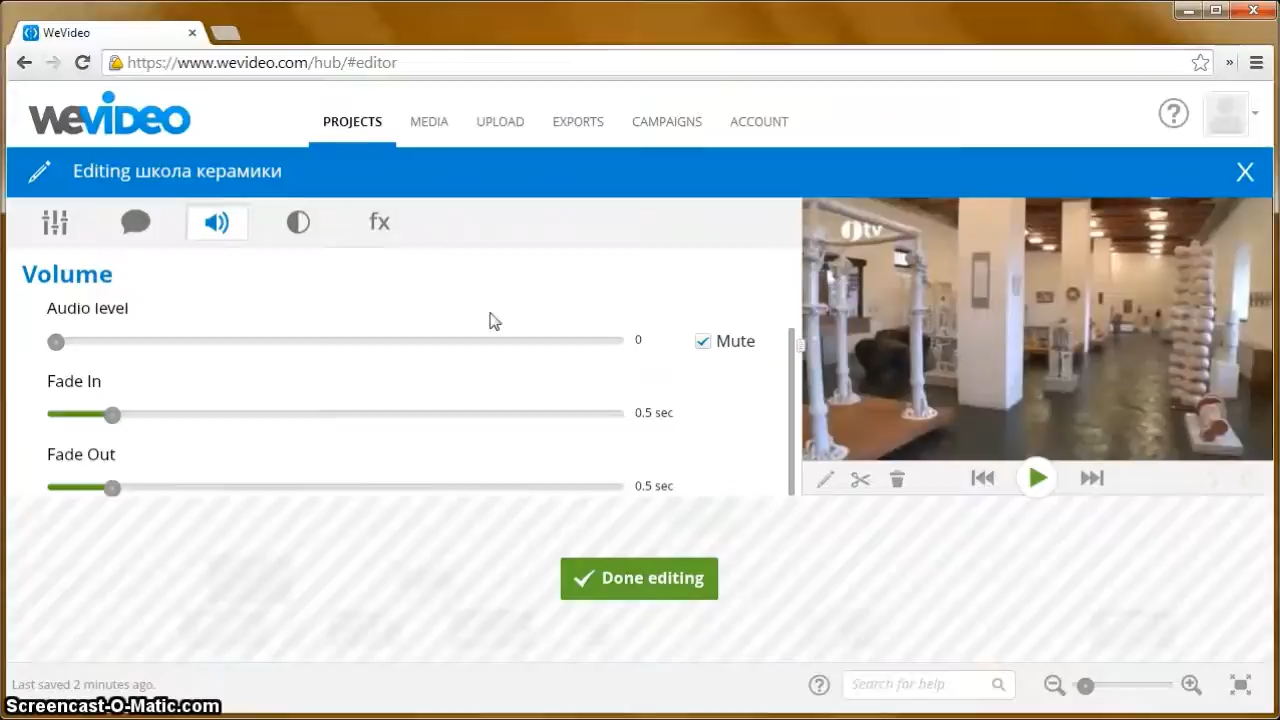 WeVideo
https://www.wevideo.com/hub/#editor
»
WEVIDEO
PROJECTS MEDIA UPLOAD EXPORTS CAMPAIGNS ACCOUNT
?
Editing школа керамики
X
fx
1tv
Volume
Audio level
0
Mute
Fade In
0.5 sec
Fade Out
0.5 sec
Done editing
Last saved 2 minutes ago.
?
Search for help
Screencast-O-Matic.com